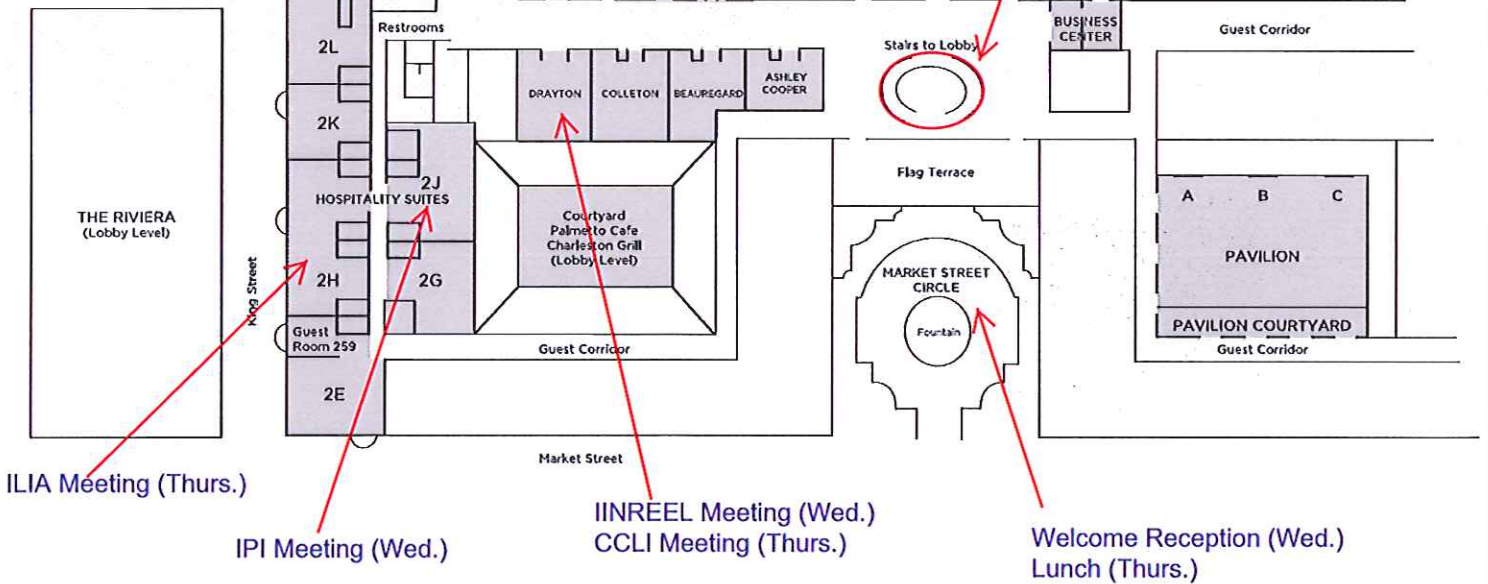 Restrooms
BUSINESS
CENTER
Guest Corridor
2L
Stairs to Lobby
DRAYTON
COLLETON
BEAUREGARD
ASHLEY
COOPER
2K
Flag Terrace
2J
HOSPITALITY SUITES
A
B
C
THE RIVIERA
(Lobby Level)
Courtyard
Palmetto Cafe
Charleston Grill
(Lobby Level)
PAVILION
King Street
2H
2G
MARKET STREET
CIRCLE
Fountain
PAVILION COURTYARD
Guest
Room 259
Guest Corridor
Guest Corridor
2E
Market Street
ILIA Meeting (Thurs.)
IPI Meeting (Wed.)
IINREEL Meeting (Wed.)
CCLI Meeting (Thurs.)
Welcome Reception (Wed.)
Lunch (Thurs.)